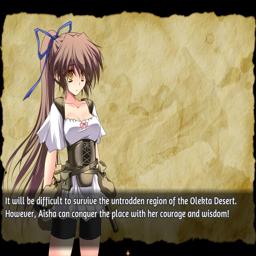 It will be difficult to survive the untrodden region of the Olekta Desert.
However, Aisha can conquer the place with her courage and wisdom!